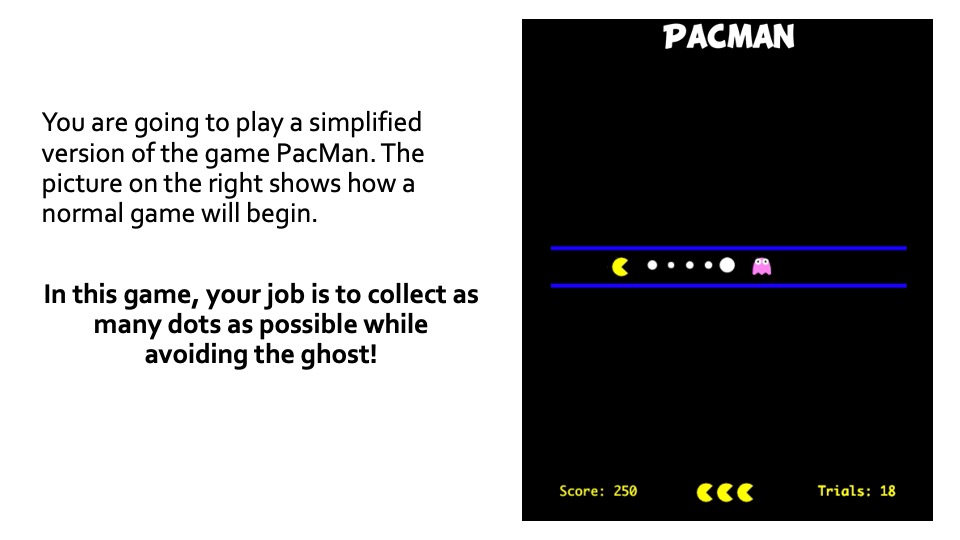 You are going to play a simplified
version of the game PacMan. The
picture on the right shows how a
normal game will begin.
In this game, your job is to collect as
many dots as possible while
avoiding the ghost!
PACMAN
Score: 250
Trials: 18